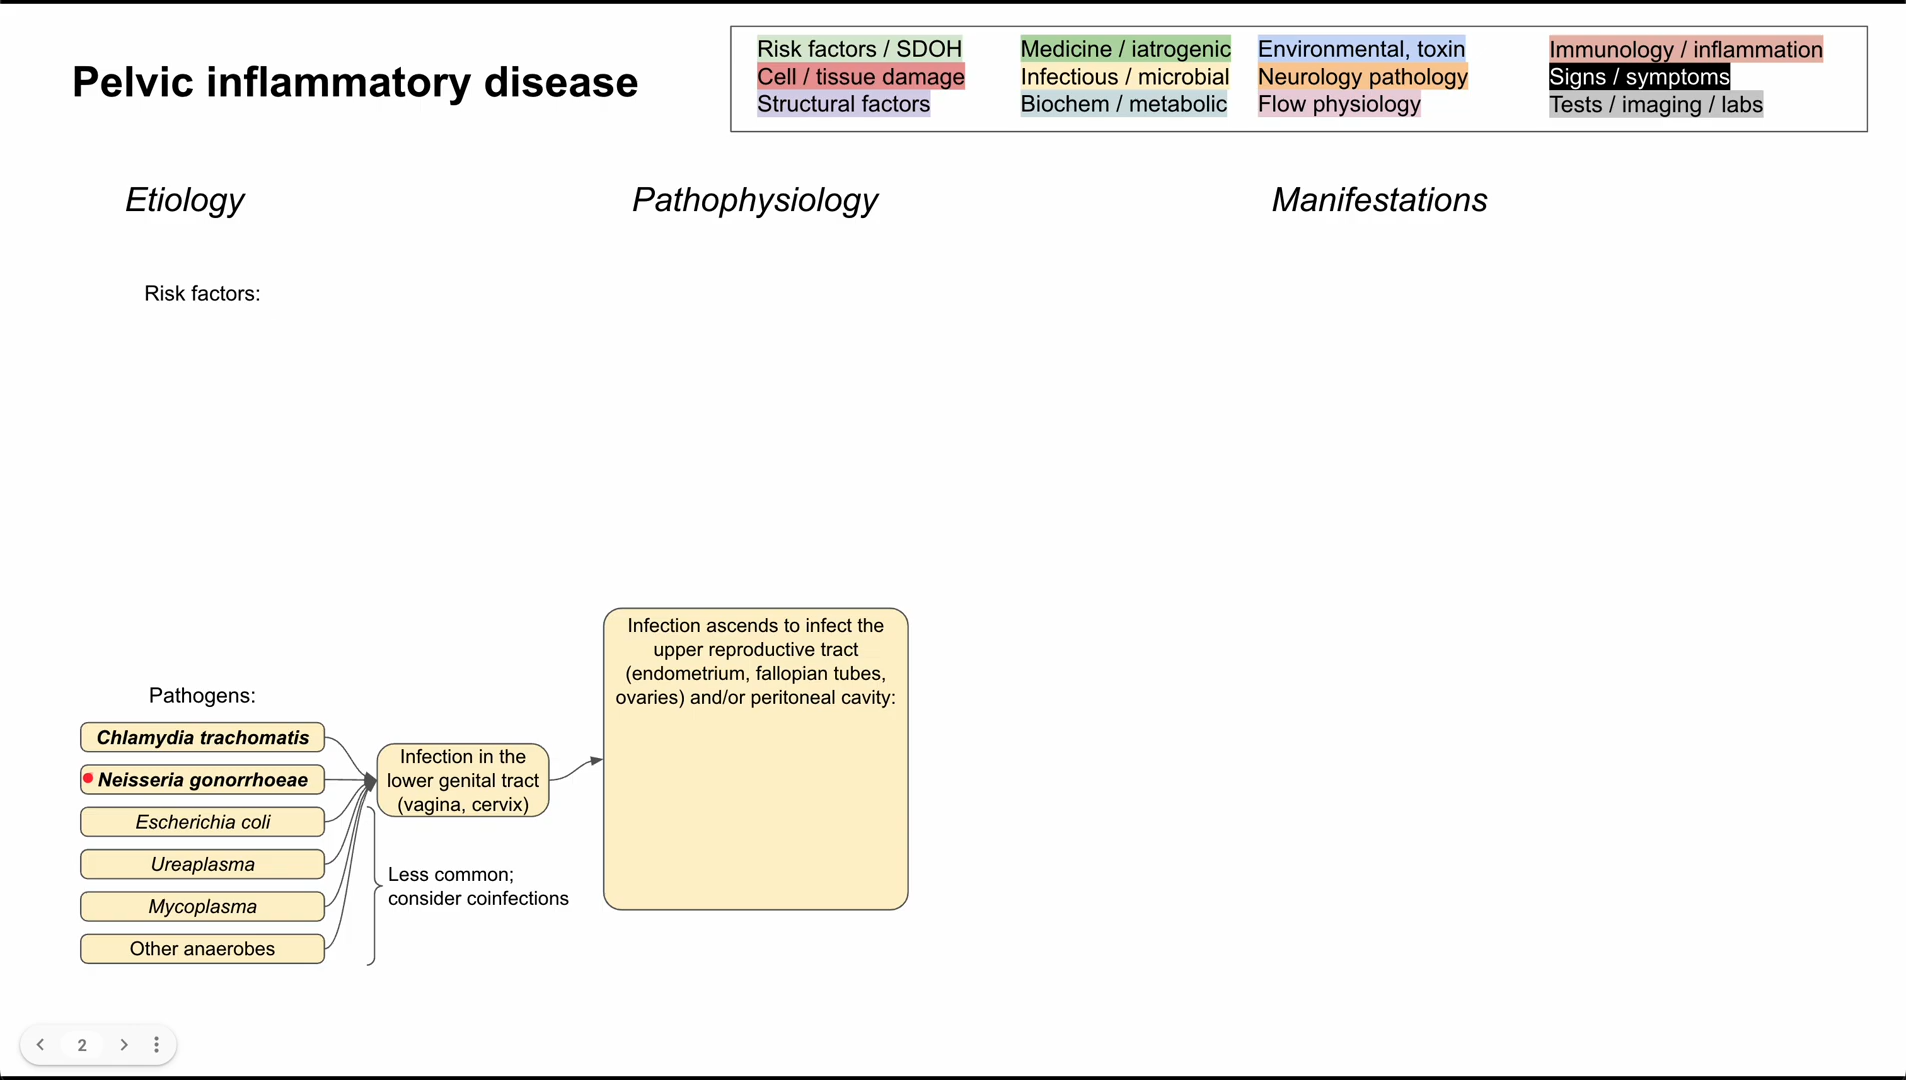 Pelvic inflammatory disease
Risk factors / SDOH
Cell / tissue damage
Structural factors
Medicine / iatrogenic
Infectious / microbial
Biochem / metabolic
Environmental, toxin
Neurology pathology
Flow physiology
Immunology / inflammation
Signs / symptoms
Tests / imaging / labs
Etiology
Pathophysiology
Manifestations
Risk factors:
Pathogens:
Chlamydia trachomatis
Neisseria gonorrhoeae
Escherichia coli
Ureaplasma
Mycoplasma
Other anaerobes
Infection in the
lower genital tract
(vagina, cervix)
Less common;
consider coinfections
Infection ascends to infect the
upper reproductive tract
(endometrium, fallopian tubes,
ovaries) and/or peritoneal cavity:
2